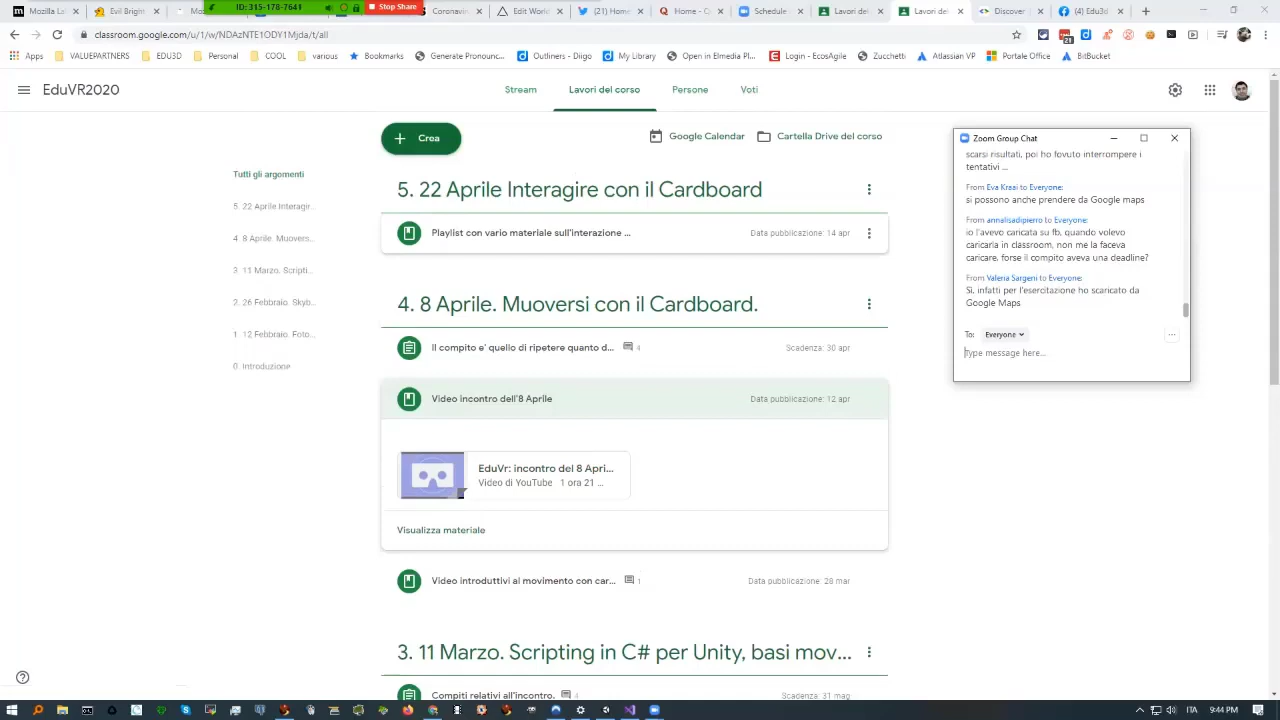 Mozilla La
Evil Bright
ID:315-178-7641
Stop Share
Coronavir
Edit World
(2) Home
Home - C
Schedulin
Lavori del
Lavori del
Discover
(4) Edu3d
classroom.google.com/u/1/w/NDAzNTE1ODY1Mjda/t/all
Apps
VALUEPARTNERS
EDU3D
Personal
COOL
various
Bookmarks
Generate Pronounc...
Outliners - Diigo
My Library
Open in Elmedia Pl...
Login - EcosAgile
Zucchetti
Atlassian VP
Portale Office
BitBucket
EduVR2020
Stream
Lavori del corso
Persone
Voti
Crea
Google Calendar
Cartella Drive del corso
Tutti gli argomenti
5. 22 Aprile Interagir...
4. 8 Aprile. Muovers...
3. 11 Marzo. Scripti...
2. 26 Febbraio. Skyb...
1. 12 Febbraio. Foto...
0. Introduzione
5. 22 Aprile Interagire con il Cardboard
Playlist con vario materiale sull'interazione ...
Data pubblicazione: 14 apr
4. 8 Aprile. Muoversi con il Cardboard.
Il compito e` quello di ripetere quanto d...
4
Scadenza: 30 apr
Video incontro dell'8 Aprile
Data pubblicazione: 12 apr
EduVr: incontro del 8 Apri...
Video di YouTube 1 ora 21 ...
Visualizza materiale
Video introduttivi al movimento con car...
1
Data pubblicazione: 28 mar
3. 11 Marzo. Scripting in C# per Unity, basi mov...
Compiti relativi all'incontro.
4
Scadenza: 31 mag
Zoom Group Chat
scarsi risultati, poi ho fovuto interrompere i
tentativi ...
From Eva Kraai to Everyone:
si possono anche prendere da Google maps
From annalisadipierro to Everyone:
io l'avevo caricata su fb, quando volevo
caricarla in classroom, non me la faceva
caricare, forse il compito aveva una deadline?
From Valeria Sargeni to Everyone:
Sì, infatti per l'esercitazione ho scaricato da
Google Maps
To: Everyone
Type message here...
ITA
9:44 PM